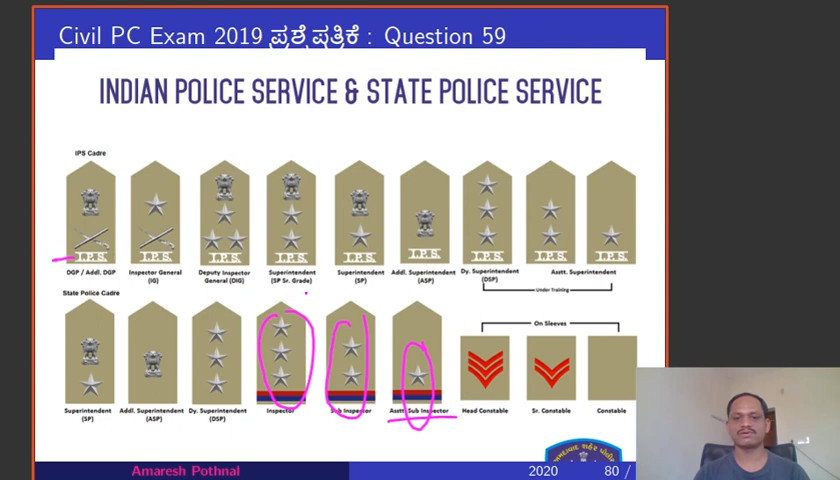 Civil PC Exam 2019 ಪ್ರಶ್ನೆ ಪತ್ರಿಕೆ : Question 59
INDIAN POLICE SERVICE & STATE POLICE SERVICE
IPS Cadre
I.P.S. I.P.S. I.P.S. I.P.S. I.P.S. I.P.S. I.P.S. I.P.S. I.P.S.
DGP / Addl. DGP
Inspector General (IG)
Deputy Inspector General (DIG)
Superintendent (SP Sr. Grade)
Superintendent (SP)
Addl. Superintendent (ASP)
Dy. Superintendent (DSP)
Asstt. Superintendent
Under Training
State Police Cadre
On Sleeves
Superintendent (SP)
Addl. Superintendent (ASP)
Dy. Superintendent (DSP)
Inspector
Sub Inspector
Asstt. Sub Inspector
Head Constable
Sr. Constable
Constable
Amaresh Pothnal
2020
80 /